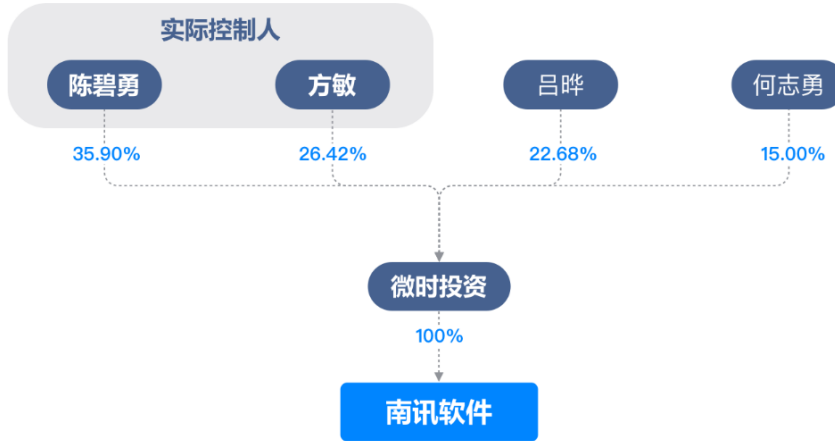 实际控制人
陈碧勇 方敏 吕晔 何志勇
35.90% 26.42% 22.68% 15.00%
微时投资
100%
南讯软件